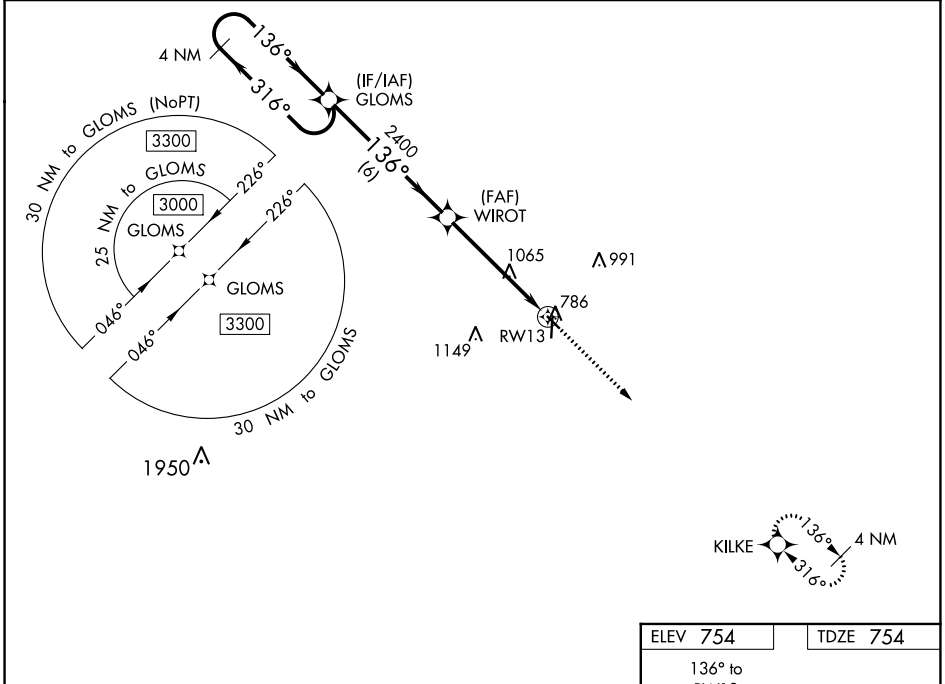 136°
4 NM
316°
(IF/IAF)
GLOMS
2400
136°
(6)
(FAF)
WIROT
30 NM to GLOMS (NoPT)
3300
25 NM to GLOMS
3000
GLOMS
226°
046°
226°
GLOMS
3300
046°
30 NM to GLOMS
1065
991
786
RW13
1149
1950
KILKE
136°
4 NM
316°
ELEV 754
TDZE 754
136° to